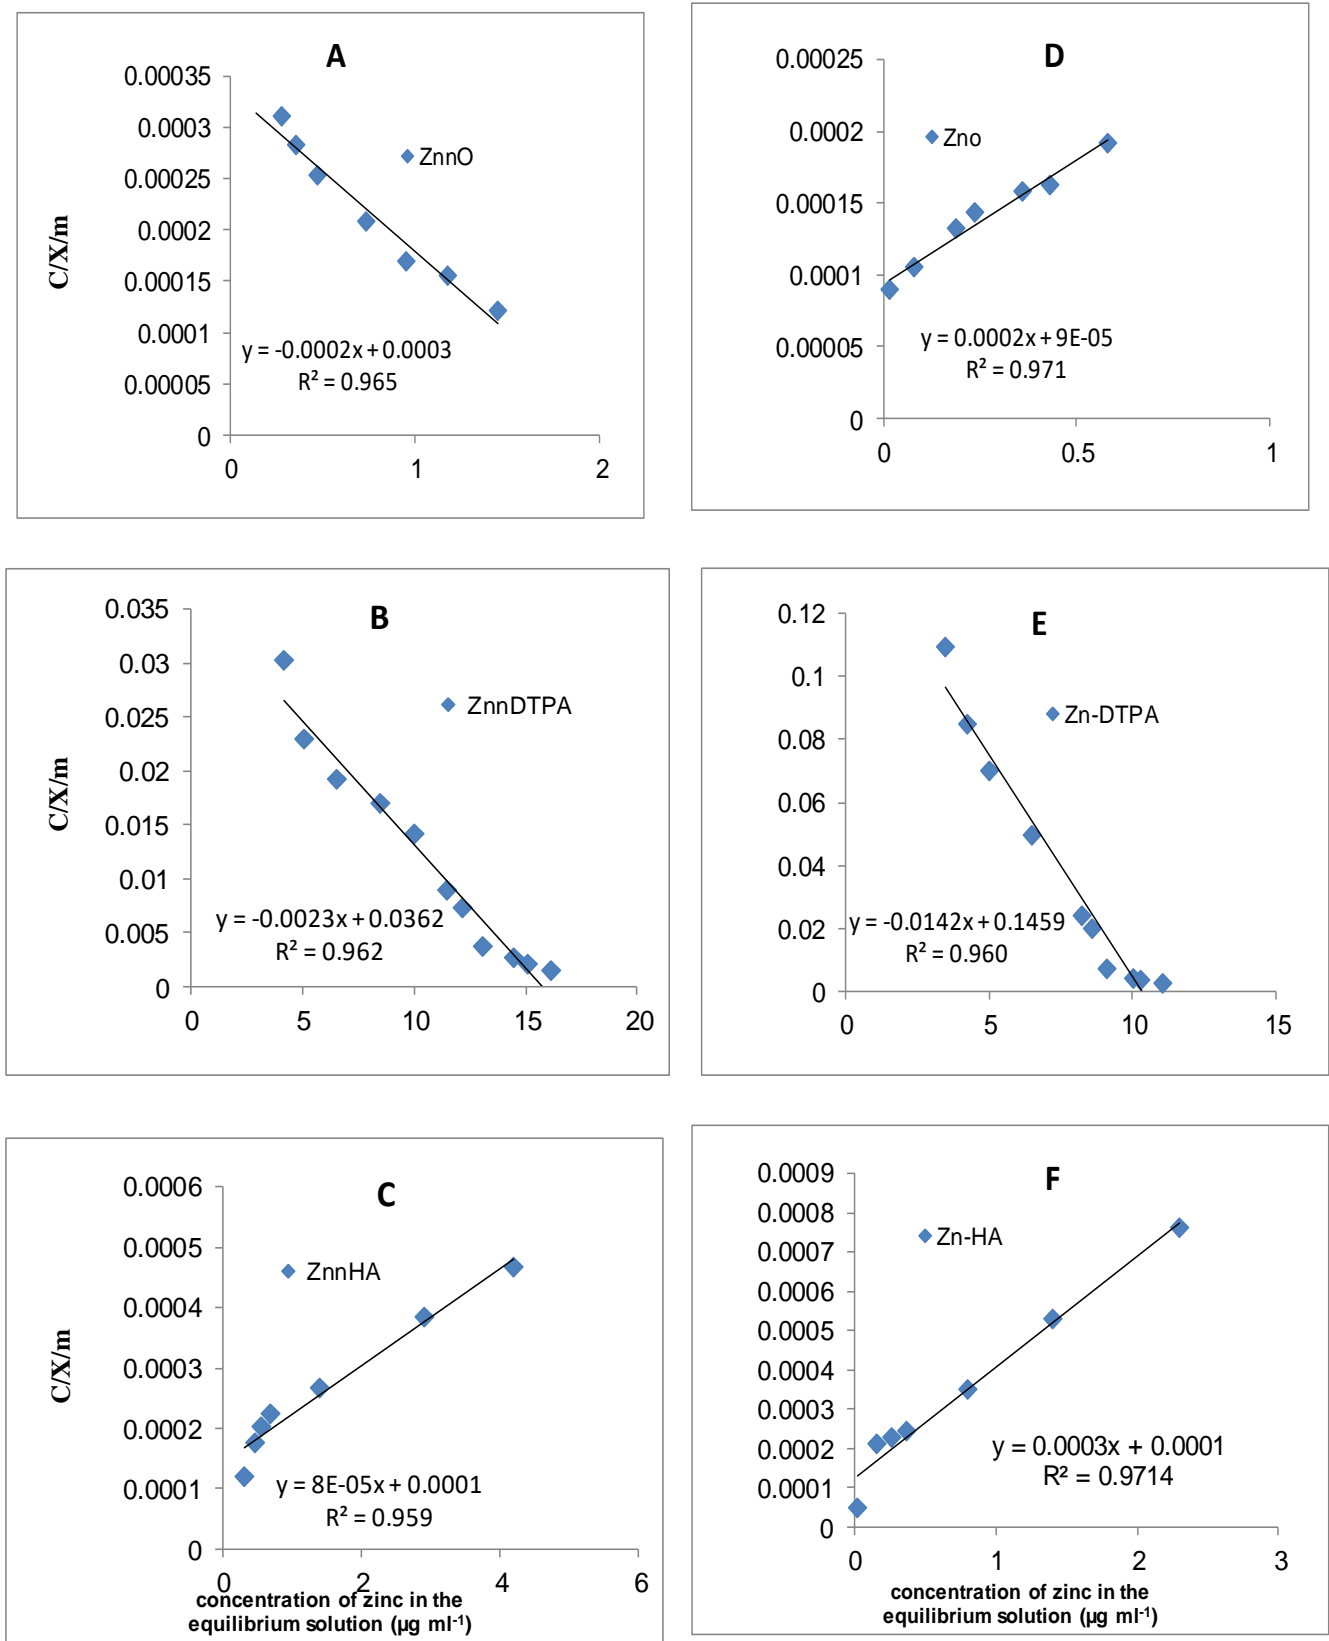 A
0.00035
0.0003
0.00025
0.0002
0.00015
0.0001
0.00005
0
C/X/m
ZnnO
y = -0.0002x + 0.0003
R² = 0.965
0 1 2
D
0.00025
0.0002
0.00015
0.0001
0.00005
0
Zno
y = 0.0002x + 9E-05
R² = 0.971
0 0.5 1
B
0.035
0.03
0.025
0.02
0.015
0.01
0.005
0
C/X/m
ZnnDTPA
y = -0.0023x + 0.0362
R² = 0.962
0 5 10 15 20
E
0.12
0.1
0.08
0.06
0.04
0.02
0
Zn-DTPA
y = -0.0142x + 0.1459
R² = 0.960
0 5 10 15
C
0.0006
0.0005
0.0004
0.0003
0.0002
0.0001
0
C/X/m
ZnnHA
y = 8E-05x + 0.0001
R² = 0.959
0 2 4 6
concentration of zinc in the
equilibrium solution (µg ml⁻¹)
F
0.0009
0.0008
0.0007
0.0006
0.0005
0.0004
0.0003
0.0002
0.0001
0
Zn-HA
y = 0.0003x + 0.0001
R² = 0.9714
0 1 2 3
concentration of zinc in the
equilibrium solution (µg ml⁻¹)